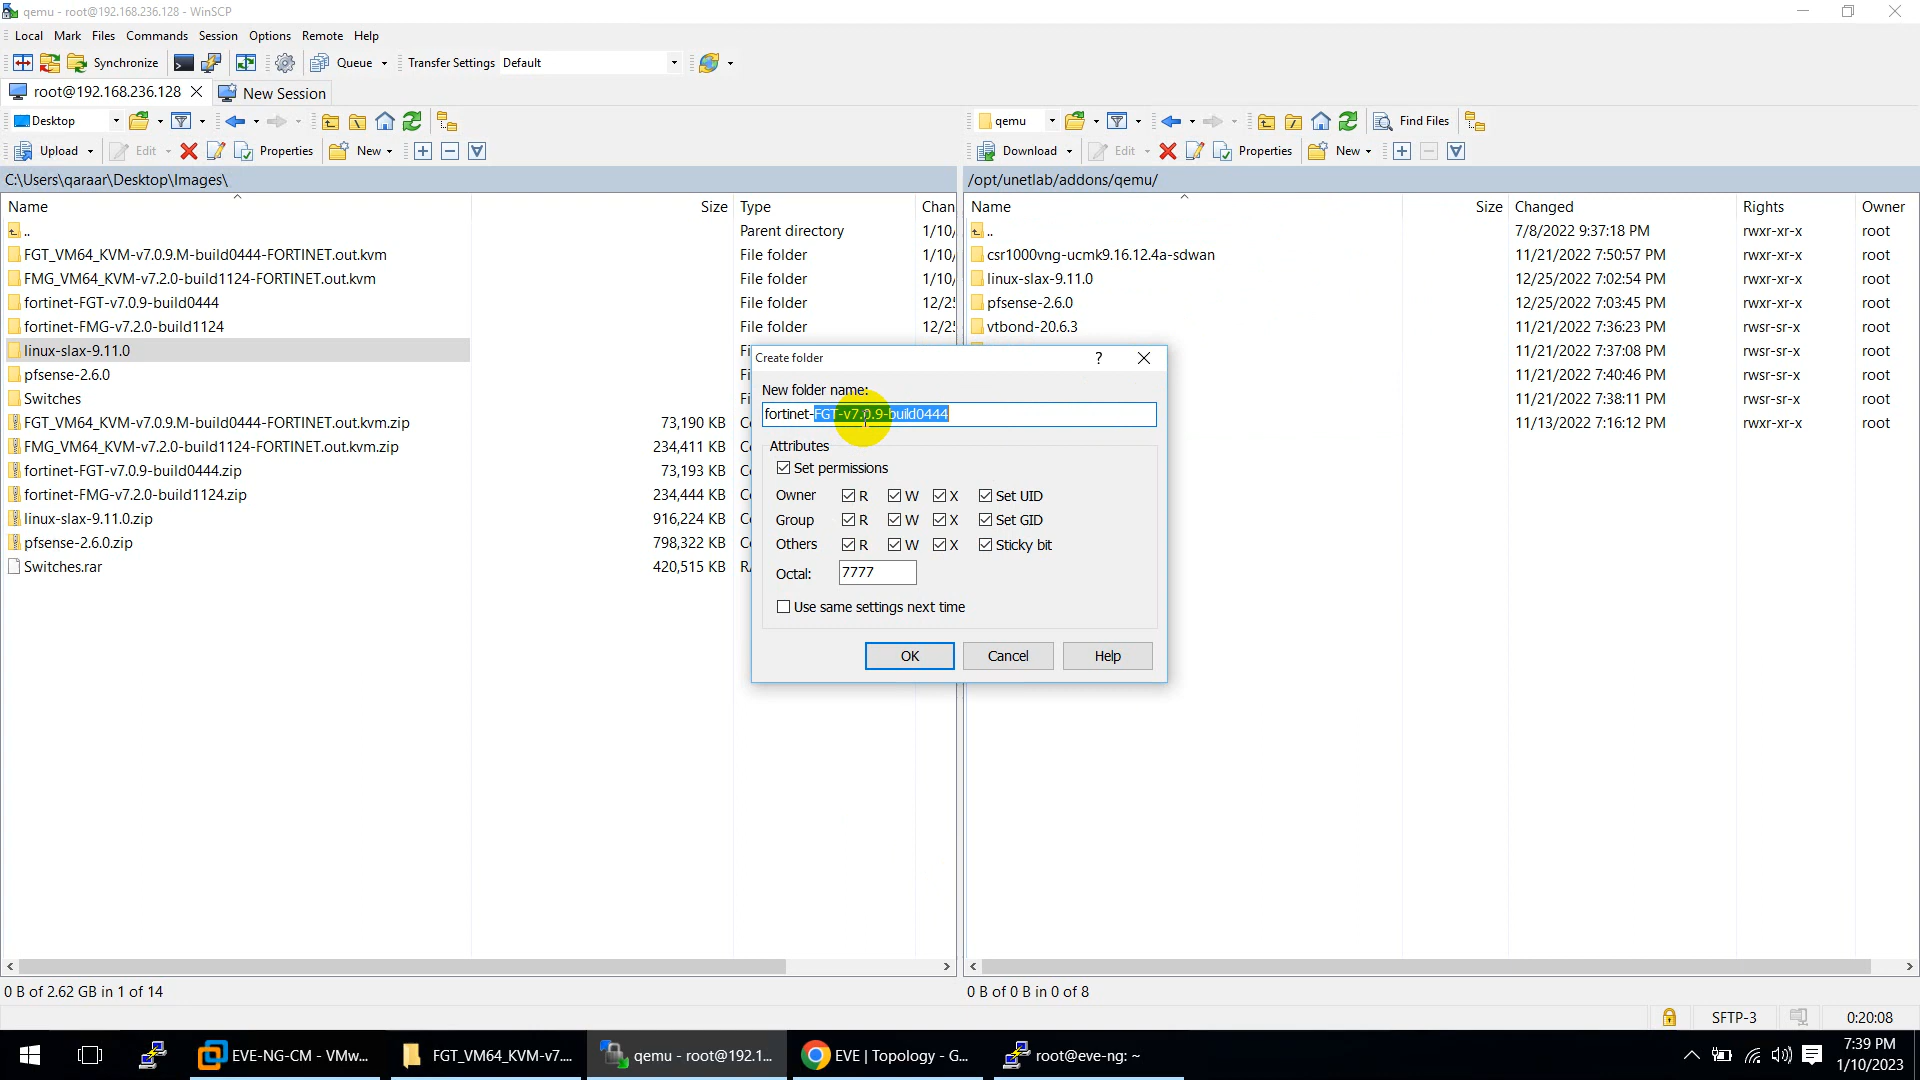 qemu - root@192.168.236.128 - WinSCP
Local Mark Files Commands Session Options Remote Help
Synchronize Queue Transfer Settings Default
root@192.168.236.128 New Session
Desktop
Upload Edit Properties New
C:\Users\qaraar\Desktop\Images\
Name Size Type Chan
.. Parent directory 1/10/
FGT_VM64_KVM-v7.0.9.M-build0444-FORTINET.out.kvm File folder 1/10/
FMG_VM64_KVM-v7.2.0-build1124-FORTINET.out.kvm File folder 1/10/
fortinet-FGT-v7.0.9-build0444 File folder 12/25
fortinet-FMG-v7.2.0-build1124 File folder 12/25
linux-slax-9.11.0 Fi
pfsense-2.6.0 Fi
Switches Fi
FGT_VM64_KVM-v7.0.9.M-build0444-FORTINET.out.kvm.zip 73,190 KB C
FMG_VM64_KVM-v7.2.0-build1124-FORTINET.out.kvm.zip 234,411 KB C
fortinet-FGT-v7.0.9-build0444.zip 73,193 KB C
fortinet-FMG-v7.2.0-build1124.zip 234,444 KB C
linux-slax-9.11.0.zip 916,224 KB C
pfsense-2.6.0.zip 798,322 KB C
Switches.rar 420,515 KB R
0 B of 2.62 GB in 1 of 14
qemu Find Files
Download Edit Properties New
/opt/unetlab/addons/qemu/
Name Size Changed Rights Owner
.. 7/8/2022 9:37:18 PM rwxr-xr-x root
csr1000vng-ucmk9.16.12.4a-sdwan 11/21/2022 7:50:57 PM rwxr-xr-x root
linux-slax-9.11.0 12/25/2022 7:02:54 PM rwxr-xr-x root
pfsense-2.6.0 12/25/2022 7:03:45 PM rwxr-xr-x root
vtbond-20.6.3 11/21/2022 7:36:23 PM rwsr-sr-x root
11/21/2022 7:37:08 PM rwsr-sr-x root
11/21/2022 7:40:46 PM rwsr-sr-x root
11/21/2022 7:38:11 PM rwsr-sr-x root
11/13/2022 7:16:12 PM rwxr-xr-x root
0 B of 0 B in 0 of 8
Create folder ?
New folder name:
fortinet-FGT-v7.0.9-build0444
Attributes
Set permissions
Owner R W X Set UID
Group R W X Set GID
Others R W X Sticky bit
Octal: 7777
Use same settings next time
OK Cancel Help
SFTP-3 0:20:08
EVE-NG-CM - VMw... FGT_VM64_KVM-v7.... qemu - root@192.1... EVE | Topology - G... root@eve-ng: ~
7:39 PM
1/10/2023